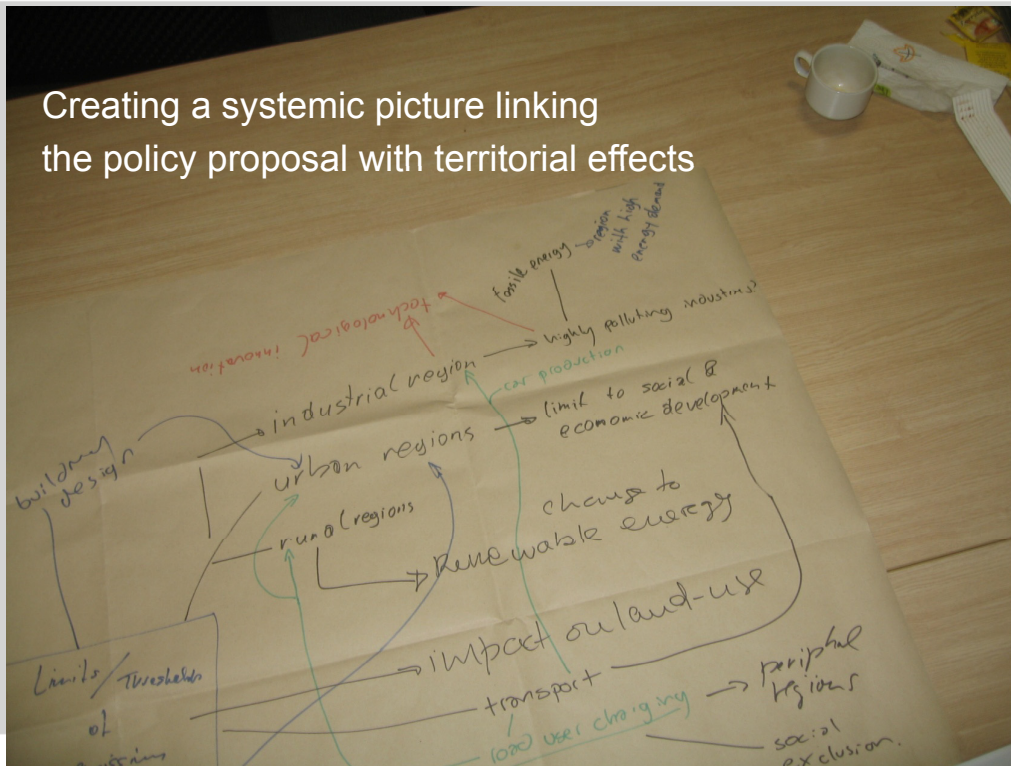 Creating a systemic picture linking
the policy proposal with territorial effects
region
with high
energy demand
fossile energy
highly polluting industries?
technological innovation
industrial region
car production
limit to social &
economic development
urban regions
building
design
rural regions
change to
Renewable energy
impact on land-use
Limits / Thresholds
of
transport
road user charging
peripheral
regions
social
exclusion.